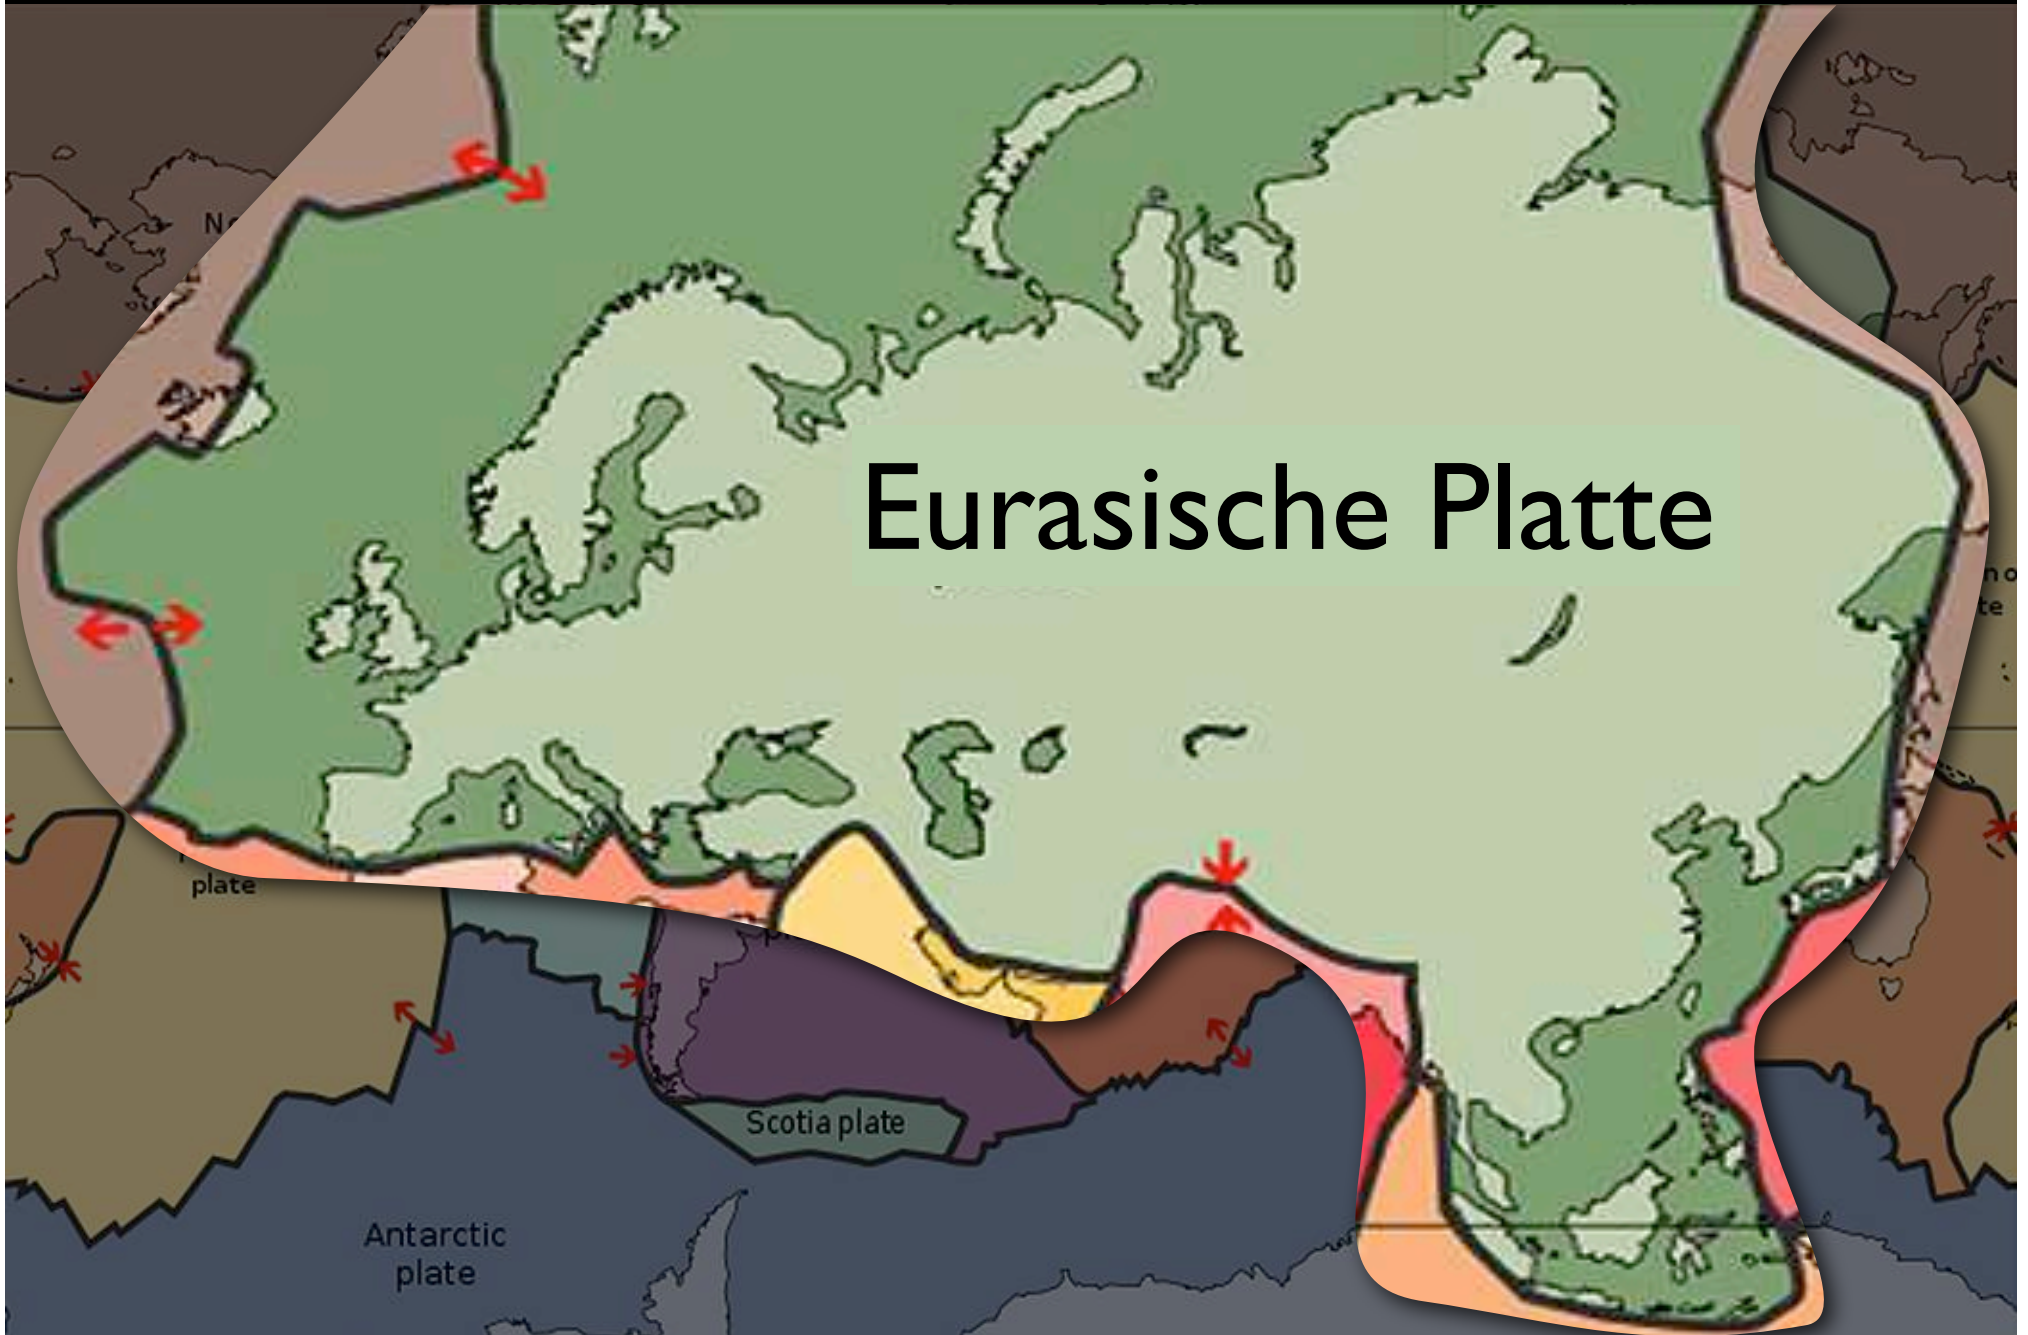 Eurasische Platte
plate
Scotia plate
Antarctic
plate